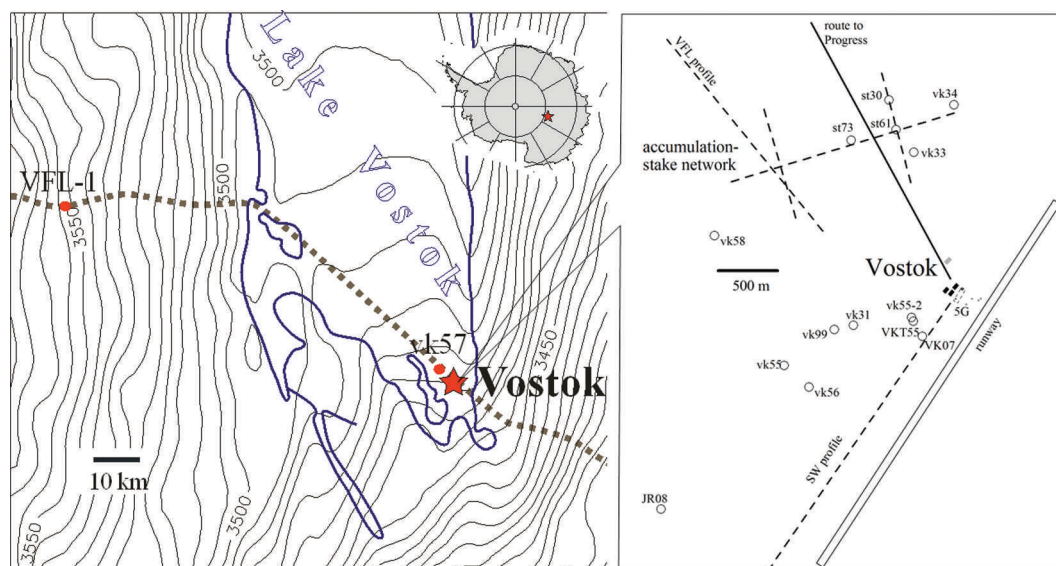 Lake Vostok
3500
3500
VFL-1
3550
vk57
3450
Vostok
10 km
3550
3500
route to
Progress
VFL profile
st30
vk34
st61
st73
vk33
accumulation-
stake network
vk58
500 m
Vostok
5G
vk55-2
vk31
vk99
VKT55
VK07
runway
vk55
vk56
SW profile
JR08